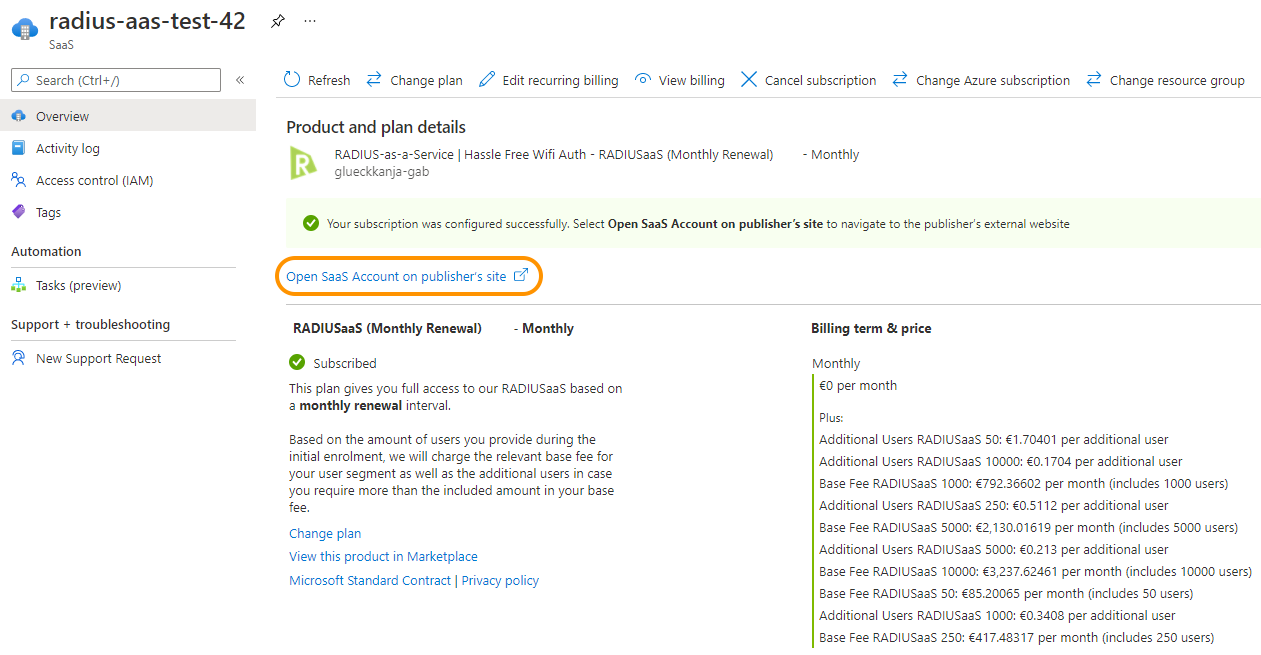 radius-aas-test-42
SaaS
Search (Ctrl+/)
«
Overview
Activity log
Access control (IAM)
Tags
Automation
Tasks (preview)
Support + troubleshooting
New Support Request
Refresh
Change plan
Edit recurring billing
View billing
Cancel subscription
Change Azure subscription
Change resource group
Product and plan details
R
RADIUS-as-a-Service | Hassle Free Wifi Auth - RADIUSaaS (Monthly Renewal) - Monthly
glueckkanja-gab
Your subscription was configured successfully. Select Open SaaS Account on publisher’s site to navigate to the publisher’s external website
Open SaaS Account on publisher's site
RADIUSaaS (Monthly Renewal) - Monthly
Subscribed
This plan gives you full access to our RADIUSaaS based on
a monthly renewal interval.
Based on the amount of users you provide during the
initial enrolment, we will charge the relevant base fee for
your user segment as well as the additional users in case
you require more than the included amount in your base
fee.
Change plan
View this product in Marketplace
Microsoft Standard Contract | Privacy policy
Billing term & price
Monthly
€0 per month
Plus:
Additional Users RADIUSaaS 50: €1.70401 per additional user
Additional Users RADIUSaaS 10000: €0.1704 per additional user
Base Fee RADIUSaaS 1000: €792.36602 per month (includes 1000 users)
Additional Users RADIUSaaS 250: €0.5112 per additional user
Base Fee RADIUSaaS 5000: €2,130.01619 per month (includes 5000 users)
Additional Users RADIUSaaS 5000: €0.213 per additional user
Base Fee RADIUSaaS 10000: €3,237.62461 per month (includes 10000 users)
Base Fee RADIUSaaS 50: €85.20065 per month (includes 50 users)
Additional Users RADIUSaaS 1000: €0.3408 per additional user
Base Fee RADIUSaaS 250: €417.48317 per month (includes 250 users)